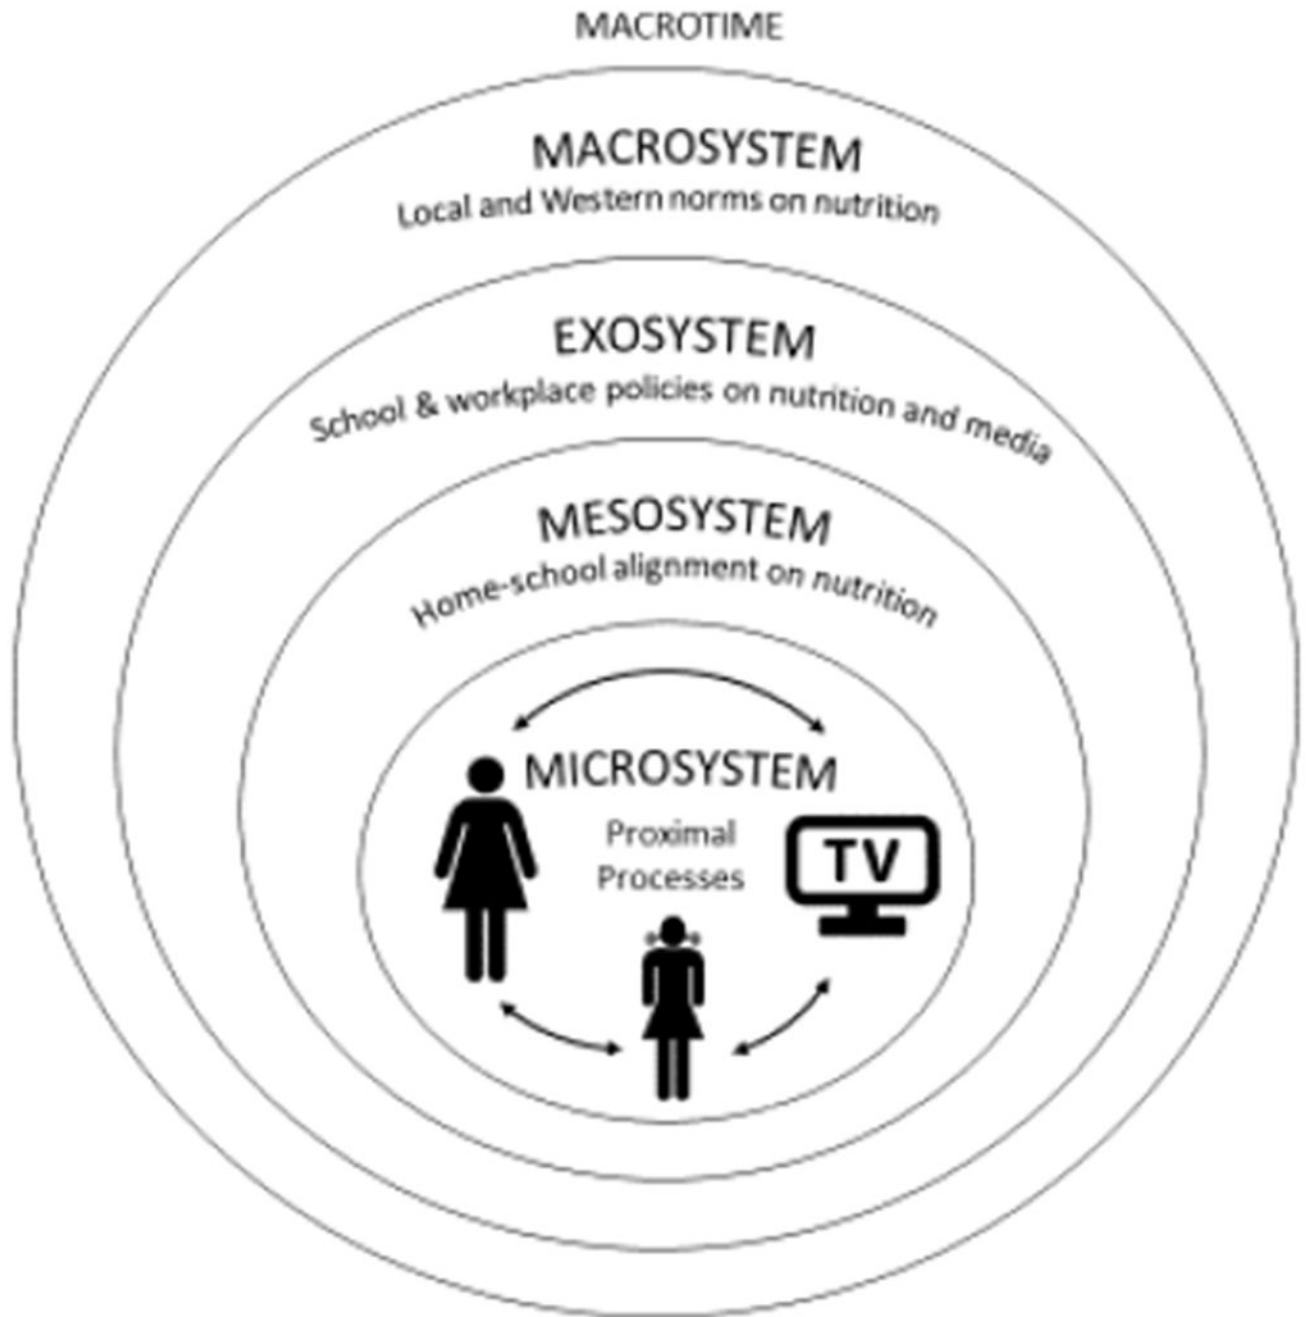 MACROTIME
MACROSYSTEM
Local and Western norms on nutrition
EXOSYSTEM
School & workplace policies on nutrition and media
MESOSYSTEM
Home-school alignment on nutrition
MICROSYSTEM
Proximal
Processes
TV